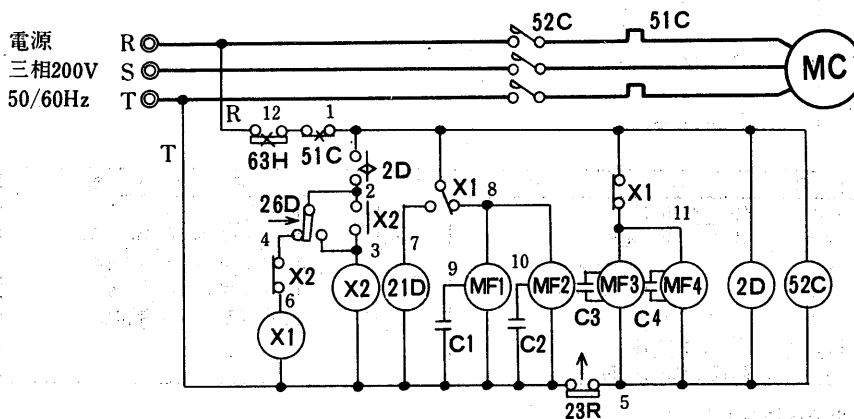 電源
三相200V
50/60Hz
R
S
T
52C
51C
MC
R
T
12
63H
1
51C
2D
2
26D
X2
3
4
X2
6
X1
X2
X1
7
8
21D
9
MF1
C1
10
MF2
C2
X1
11
C3
MF3
C4
MF4
2D
52C
23R
5